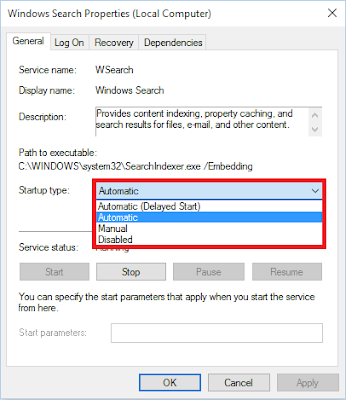 Windows Search Properties (Local Computer)
General Log On Recovery Dependencies
Service name: WSearch
Display name: Windows Search
Description: Provides content indexing, property caching, and
search results for files, e-mail, and other content.
Path to executable:
C:\WINDOWS\system32\SearchIndexer.exe /Embedding
Startup type: Automatic
Automatic (Delayed Start)
Automatic
Manual
Disabled
Service status:
Start Stop Pause Resume
You can specify the start parameters that apply when you start the service
from here.
Start parameters:
OK Cancel Apply